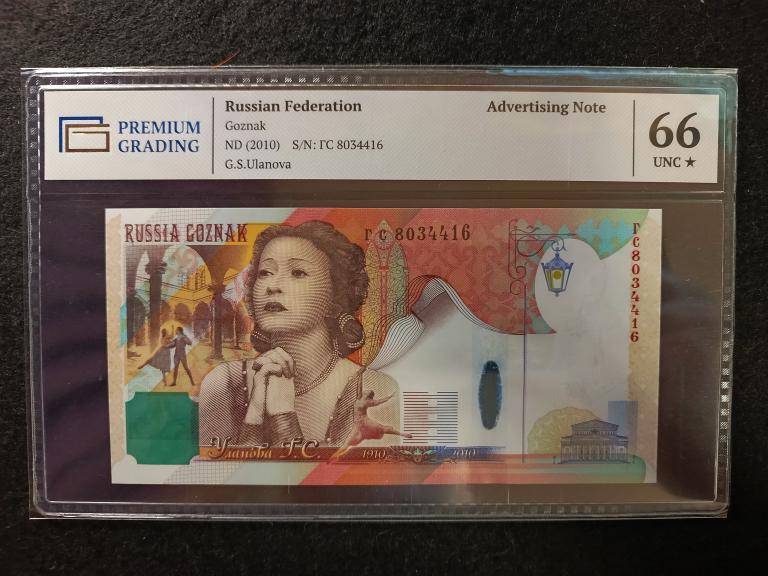 PREMIUM
GRADING
Russian Federation
Goznak
ND (2010) S/N: ГС 8034416
G.S.Ulanova
Advertising Note
66
UNC ★
RUSSIA GOZNAK
ГС 8034416
ГС8034416
Уланова Г.С.
1910 2010